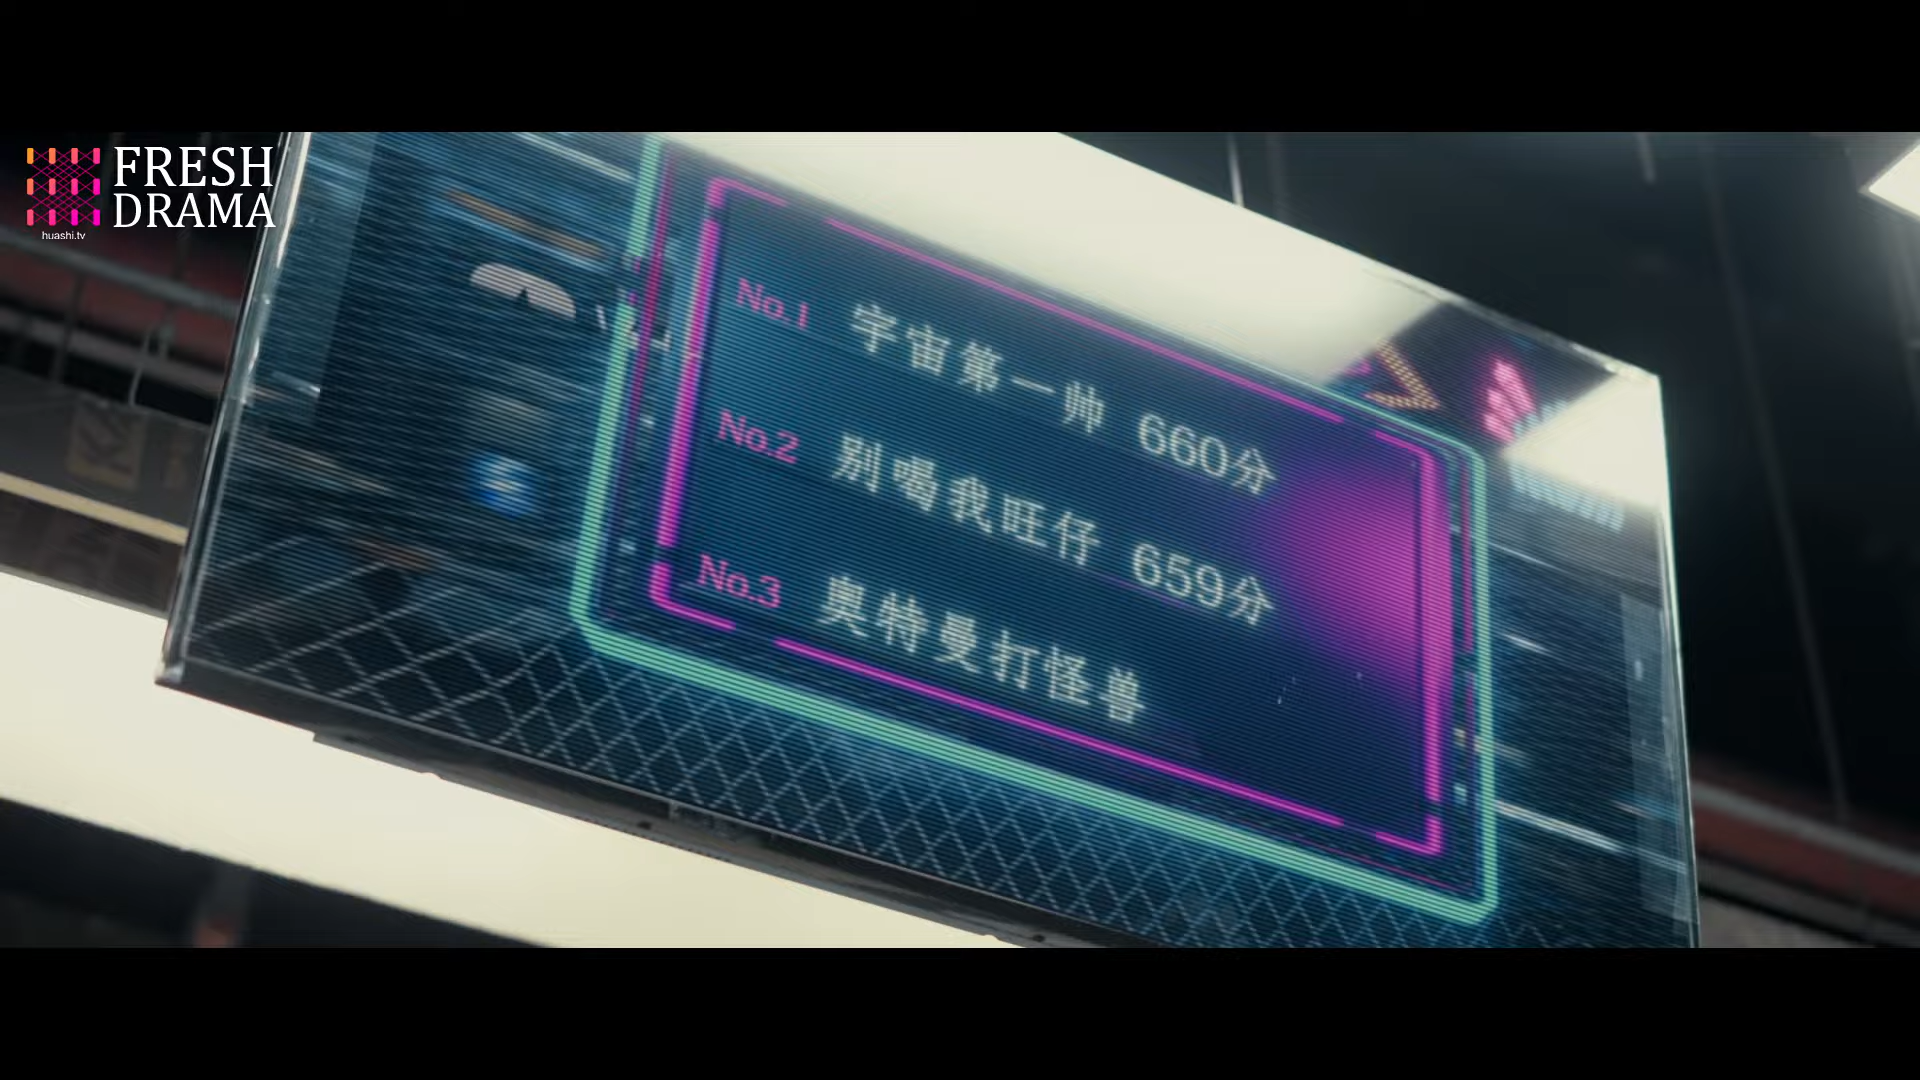 FRESH
DRAMA
huashi.tv
No.1 宇宙第一帅 660分
No.2 别喝我旺仔 659分
No.3 奥特曼打怪兽